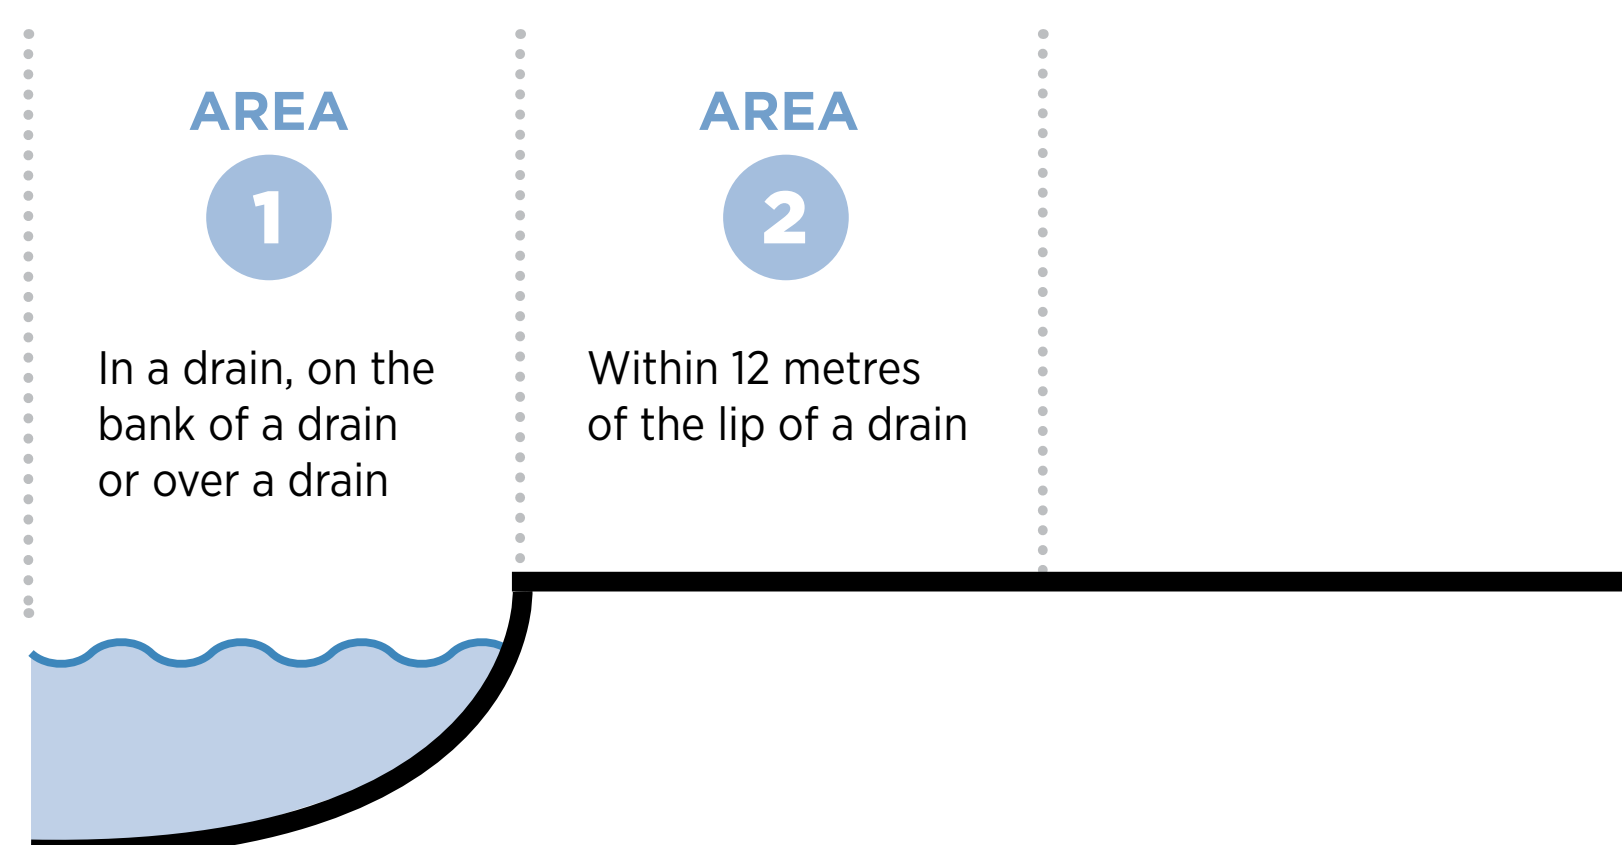 AREA
1
In a drain, on the
bank of a drain
or over a drain
AREA
2
Within 12 metres
of the lip of a drain